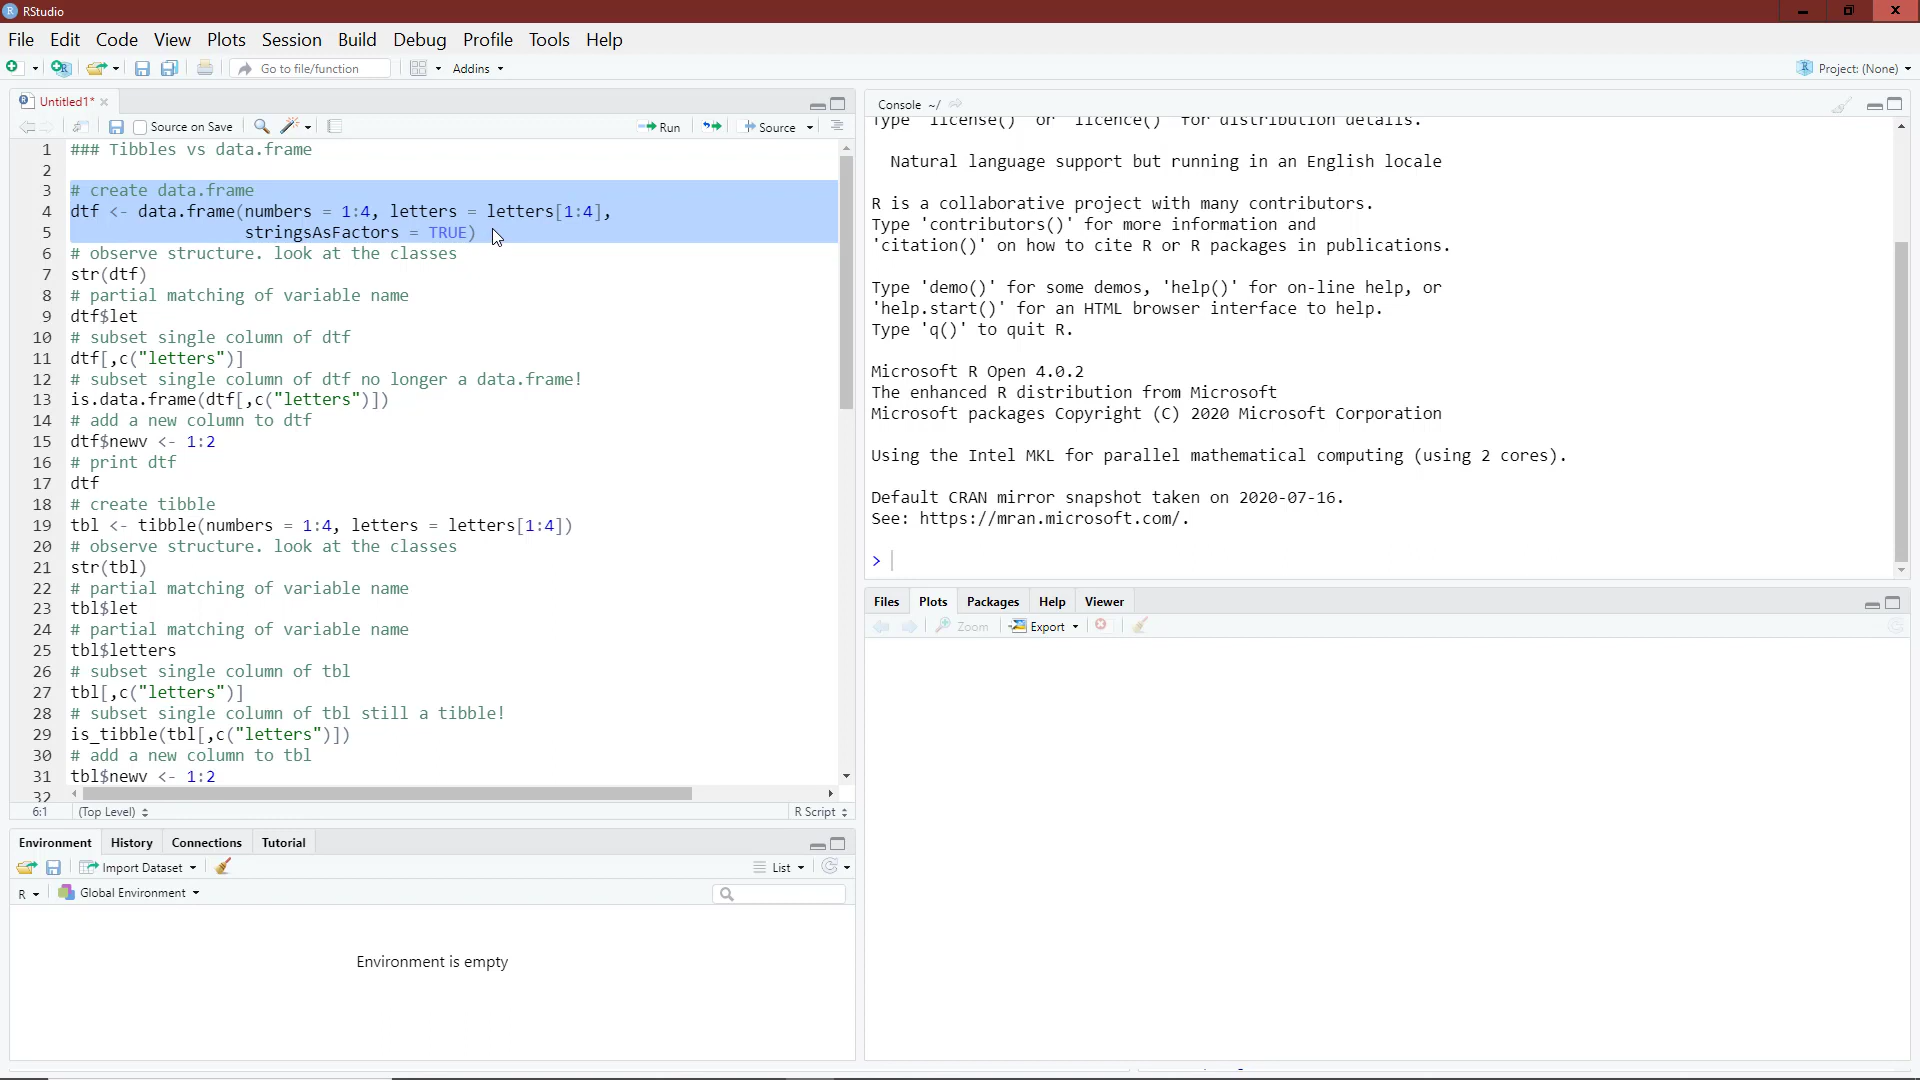 RStudio
File Edit Code View Plots Session Build Debug Profile Tools Help
Go to file/function Addins Project: (None)
Untitled1*
Source on Save Run Source
1 ### Tibbles vs data.frame
2
3 # create data.frame
4 dtf <- data.frame(numbers = 1:4, letters = letters[1:4],
5 stringsAsFactors = TRUE)
6 # observe structure. look at the classes
7 str(dtf)
8 # partial matching of variable name
9 dtf$let
10 # subset single column of dtf
11 dtf[,c("letters")]
12 # subset single column of dtf no longer a data.frame!
13 is.data.frame(dtf[,c("letters")])
14 # add a new column to dtf
15 dtf$newv <- 1:2
16 # print dtf
17 dtf
18 # create tibble
19 tbl <- tibble(numbers = 1:4, letters = letters[1:4])
20 # observe structure. look at the classes
21 str(tbl)
22 # partial matching of variable name
23 tbl$let
24 # partial matching of variable name
25 tbl$letters
26 # subset single column of tbl
27 tbl[,c("letters")]
28 # subset single column of tbl still a tibble!
29 is_tibble(tbl[,c("letters")])
30 # add a new column to tbl
31 tbl$newv <- 1:2
32
6:1 (Top Level) R Script
Environment History Connections Tutorial
Import Dataset List
R Global Environment
Environment is empty
Console ~/
Type 'license()' or 'licence()' for distribution details.
Natural language support but running in an English locale
R is a collaborative project with many contributors.
Type 'contributors()' for more information and
'citation()' on how to cite R or R packages in publications.
Type 'demo()' for some demos, 'help()' for on-line help, or
'help.start()' for an HTML browser interface to help.
Type 'q()' to quit R.
Microsoft R Open 4.0.2
The enhanced R distribution from Microsoft
Microsoft packages Copyright (C) 2020 Microsoft Corporation
Using the Intel MKL for parallel mathematical computing (using 2 cores).
Default CRAN mirror snapshot taken on 2020-07-16.
See: https://mran.microsoft.com/.
>
Files Plots Packages Help Viewer
Zoom Export